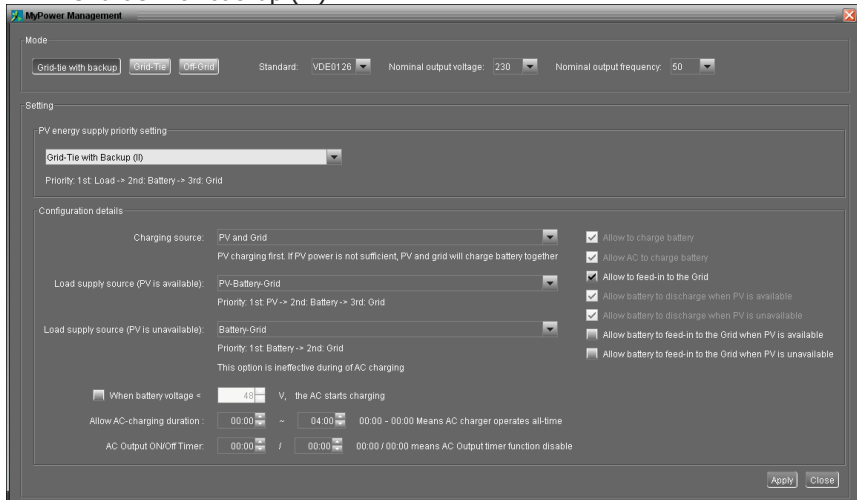 MyPower Management
Mode
Grid-tie with backup Grid-Tie Off-Grid Standard: VDE0126 Nominal output voltage: 230 Nominal output frequency: 50
Setting
PV energy supply priority setting
Grid-Tie with Backup (II)
Priority: 1st: Load -> 2nd: Battery -> 3rd: Grid
Configuration details
Charging source: PV and Grid
PV charging first. If PV power is not sufficient, PV and grid will charge battery together
Load supply source (PV is available): PV-Battery-Grid
Priority: 1st: PV -> 2nd: Battery -> 3rd: Grid
Load supply source (PV is unavailable): Battery-Grid
Priority: 1st: Battery -> 2nd: Grid
This option is ineffective during of AC charging
When battery voltage < 48 V, the AC starts charging
Allow AC-charging duration : 00:00 ~ 04:00 00:00 - 00:00 Means AC charger operates all-time
AC Output ON/Off Timer: 00:00 / 00:00 00:00 / 00:00 means AC Output timer function disable
Allow to charge battery
Allow AC to charge battery
Allow to feed-in to the Grid
Allow battery to discharge when PV is available
Allow battery to discharge when PV is unavailable
Allow battery to feed-in to the Grid when PV is available
Allow battery to feed-in to the Grid when PV is unavailable
Apply Close